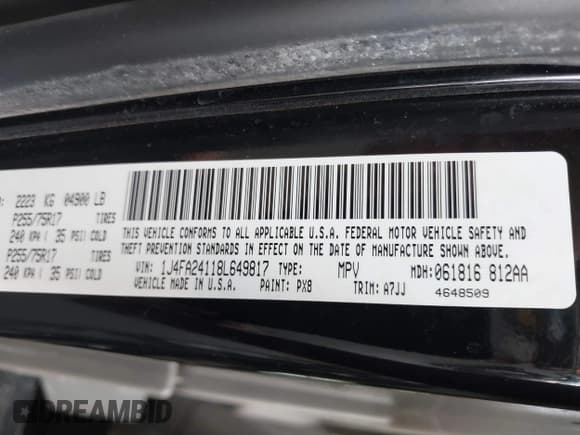 : 2223 KG 04900 LB
P255/75R17 TIRES
240 KPA ( 35 PSI) COLD
P255/75R17 TIRES
240 KPA ( 35 PSI) COLD
THIS VEHICLE CONFORMS TO ALL APPLICABLE U.S.A. FEDERAL MOTOR VEHICLE SAFETY AND
THEFT PREVENTION STANDARDS IN EFFECT ON THE DATE OF MANUFACTURE SHOWN ABOVE.
VIN: 1J4FA24118L649817 TYPE: MPV MDH:061816 812AA
VEHICLE MADE IN U.S.A. PAINT: PX8 TRIM: A7JJ 4648509
DREAMBID